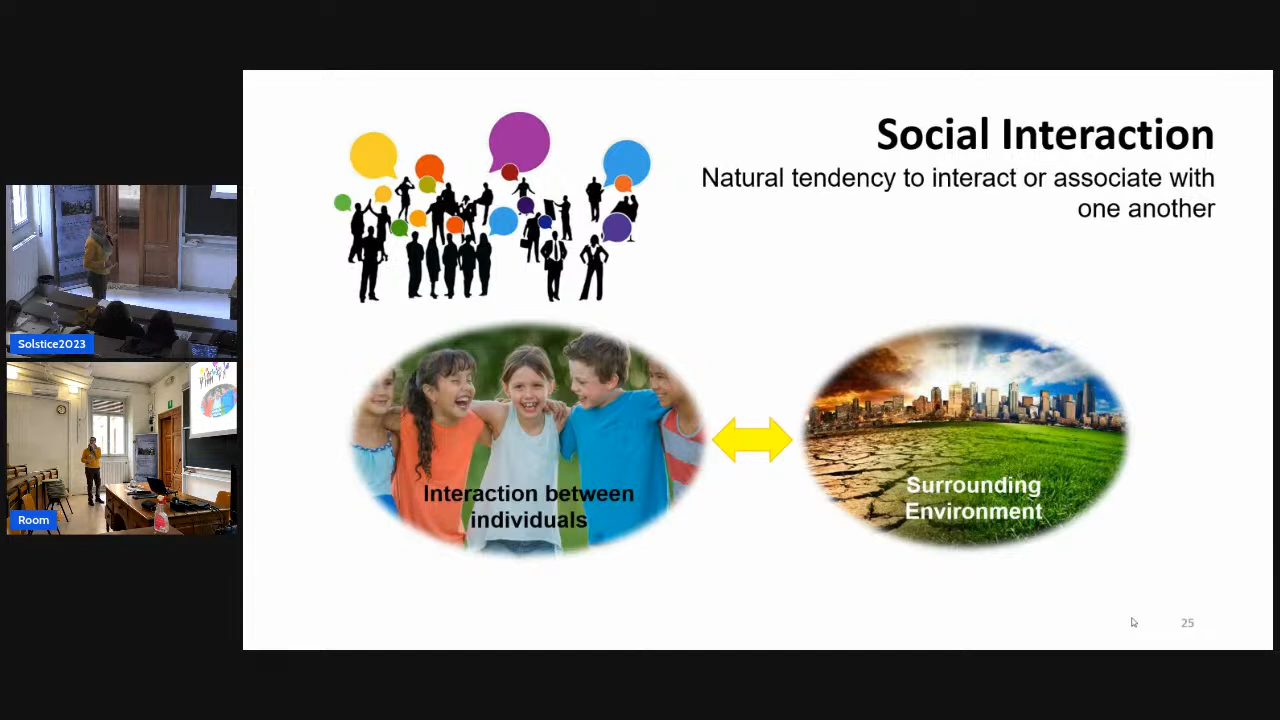 Social Interaction
Natural tendency to interact or associate with
one another
Interaction between
individuals
Surrounding
Environment
25
Solstice2023
Room